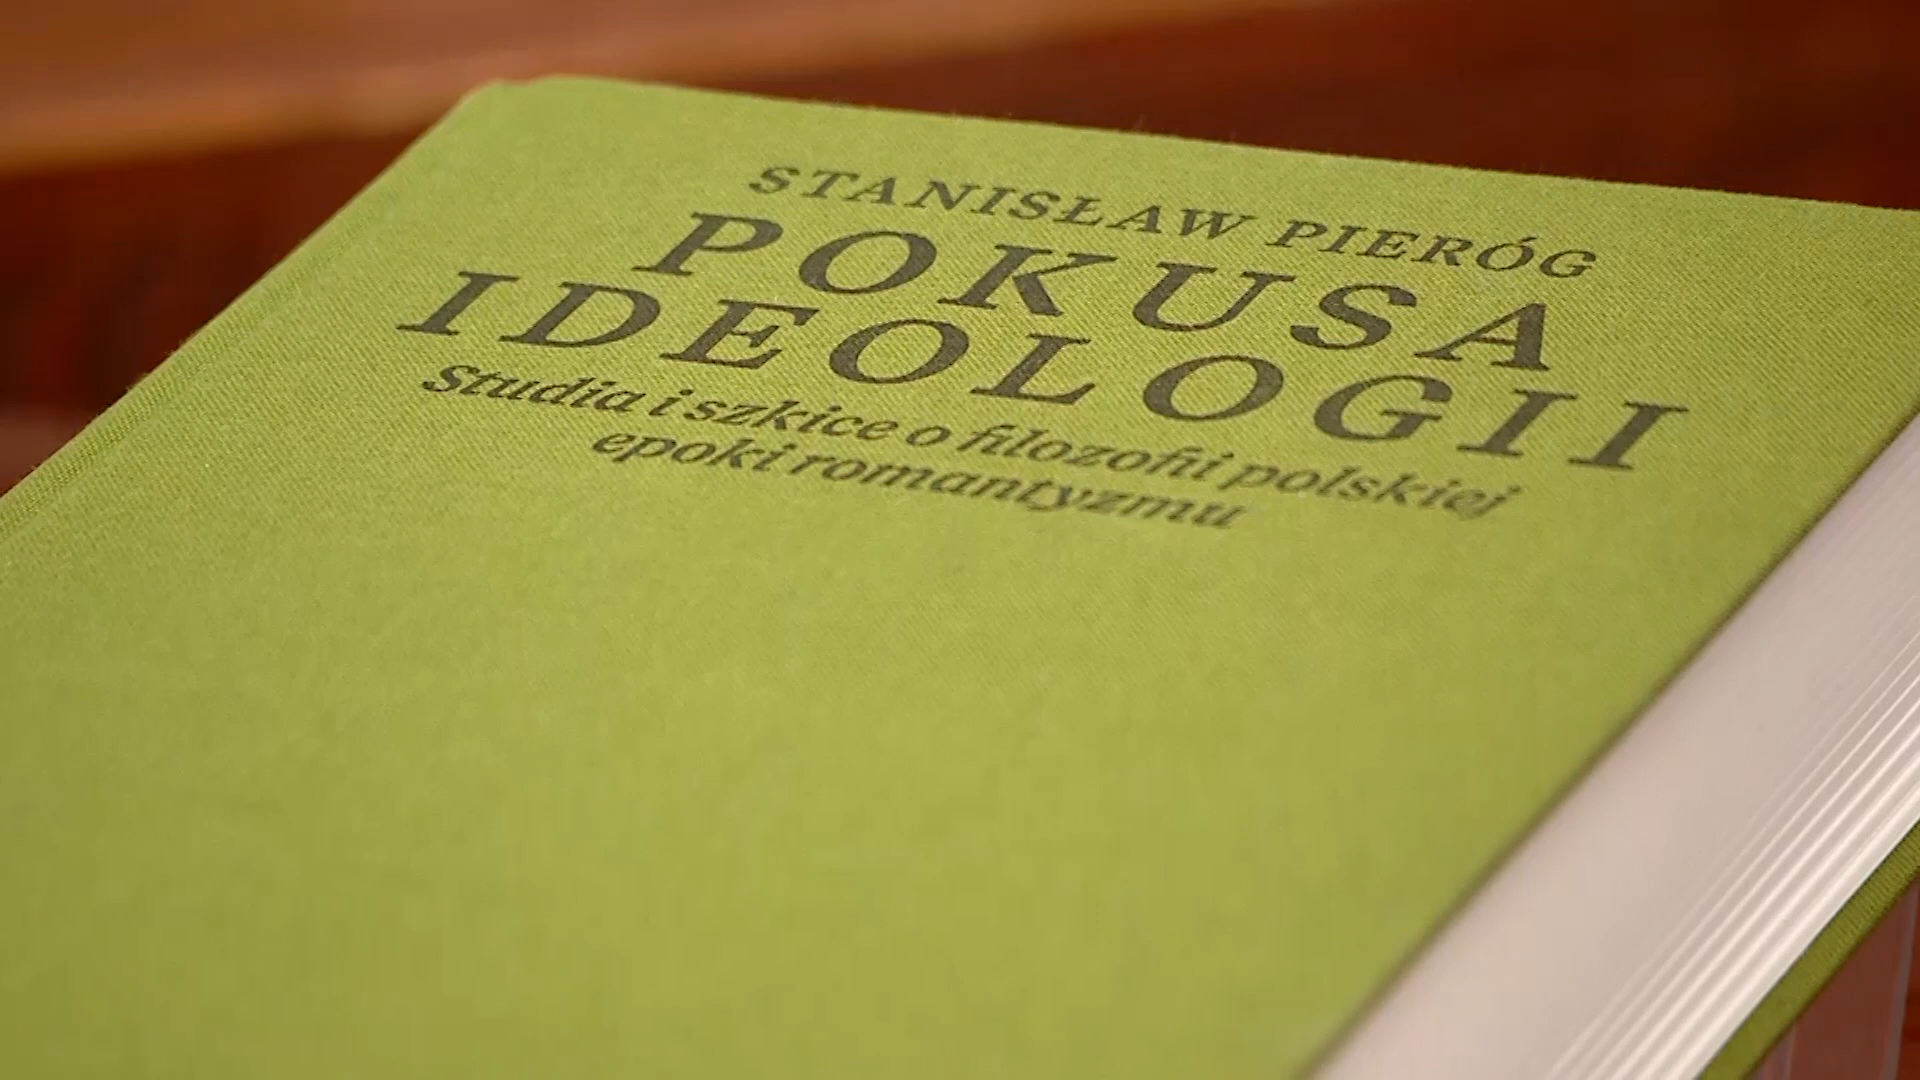 STANISŁAW PIERÓG
POKUSA
IDEOLOGII
Studia i szkice o filozofii polskiej
epoki romantyzmu